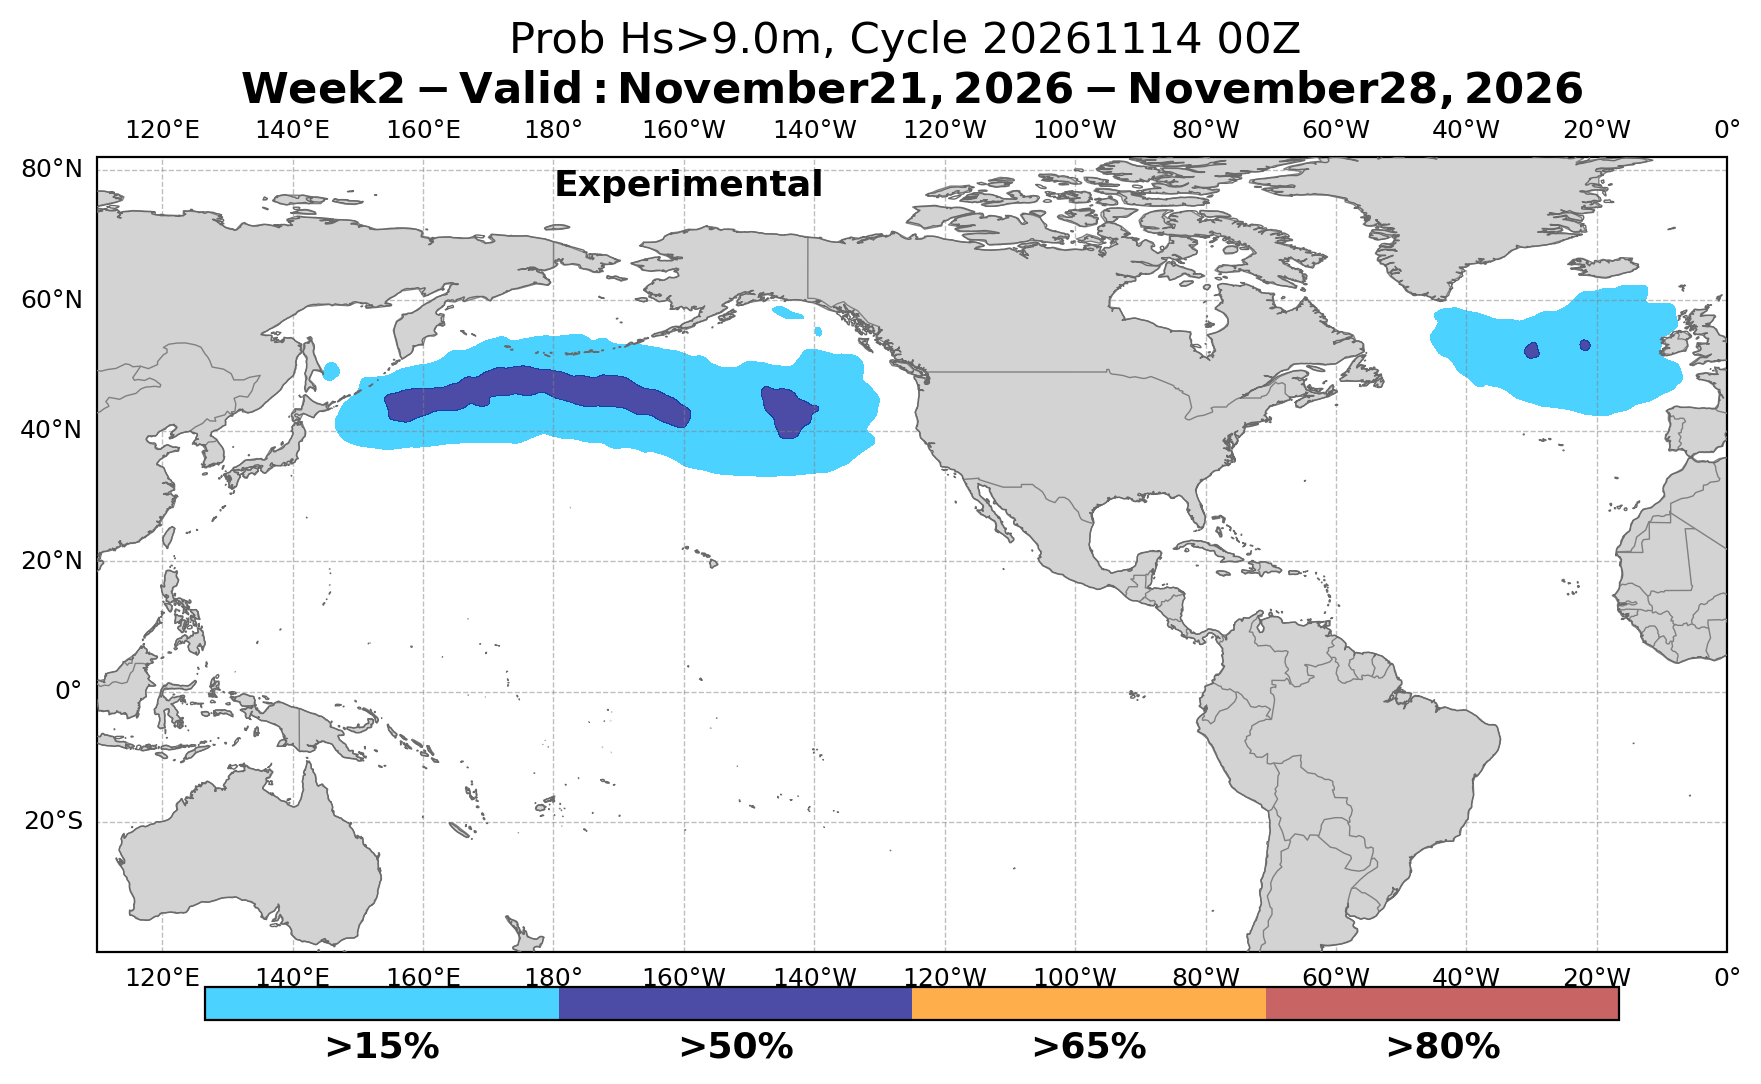 Prob Hs>9.0m, Cycle 20261114 00Z
Week2 − Valid : November21, 2026 − November28, 2026
120°E 140°E 160°E 180° 160°W 140°W 120°W 100°W 80°W 60°W 40°W 20°W 0°
80°N
Experimental
60°N
40°N
20°N
0°
20°S
120°E 140°E 160°E 180° 160°W 140°W 120°W 100°W 80°W 60°W 40°W 20°W 0°
>15% >50% >65% >80%